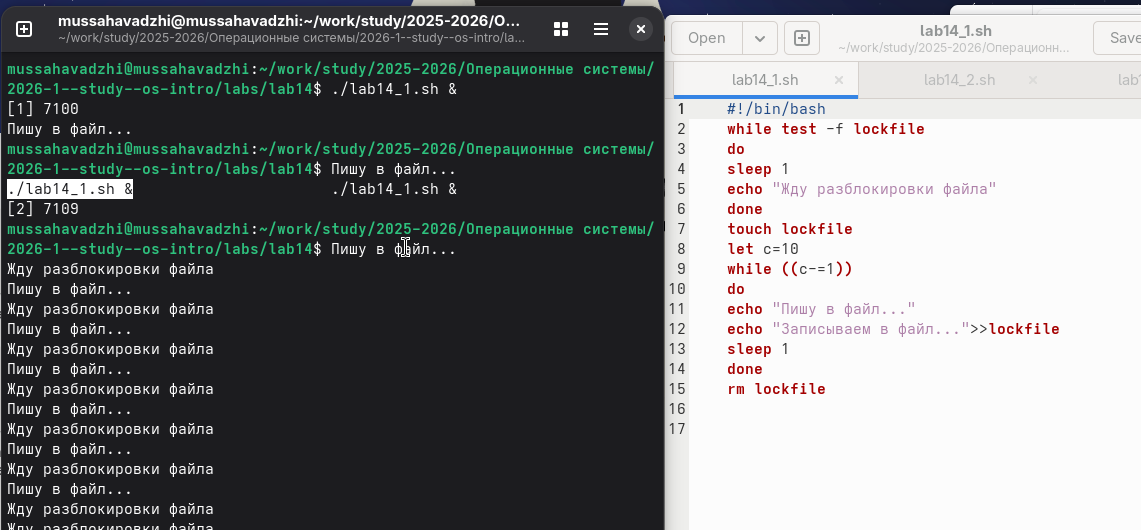 mussahavadzhi@mussahavadzhi:~/work/study/2025-2026/О...
~/work/study/2025-2026/Операционные системы/2026-1--study--os-intro/la...
mussahavadzhi@mussahavadzhi:~/work/study/2025-2026/Операционные системы/
2026-1--study--os-intro/labs/lab14$ ./lab14_1.sh &
[1] 7100
Пишу в файл...
mussahavadzhi@mussahavadzhi:~/work/study/2025-2026/Операционные системы/
2026-1--study--os-intro/labs/lab14$ Пишу в файл...
./lab14_1.sh & ./lab14_1.sh &
[2] 7109
mussahavadzhi@mussahavadzhi:~/work/study/2025-2026/Операционные системы/
2026-1--study--os-intro/labs/lab14$ Пишу в файл...
Жду разблокировки файла
Пишу в файл...
Жду разблокировки файла
Пишу в файл...
Жду разблокировки файла
Пишу в файл...
Жду разблокировки файла
Пишу в файл...
Жду разблокировки файла
Пишу в файл...
Жду разблокировки файла
Пишу в файл...
Жду разблокировки файла
Жду разблокировки файла
Open
lab14_1.sh
~/work/study/2025-2026/Операционн...
Save
lab14_1.sh × lab14_2.sh × lab1
1 #!/bin/bash
2 while test -f lockfile
3 do
4 sleep 1
5 echo "Жду разблокировки файла"
6 done
7 touch lockfile
8 let c=10
9 while ((c-=1))
10 do
11 echo "Пишу в файл..."
12 echo "Записываем в файл...">>lockfile
13 sleep 1
14 done
15 rm lockfile
16
17